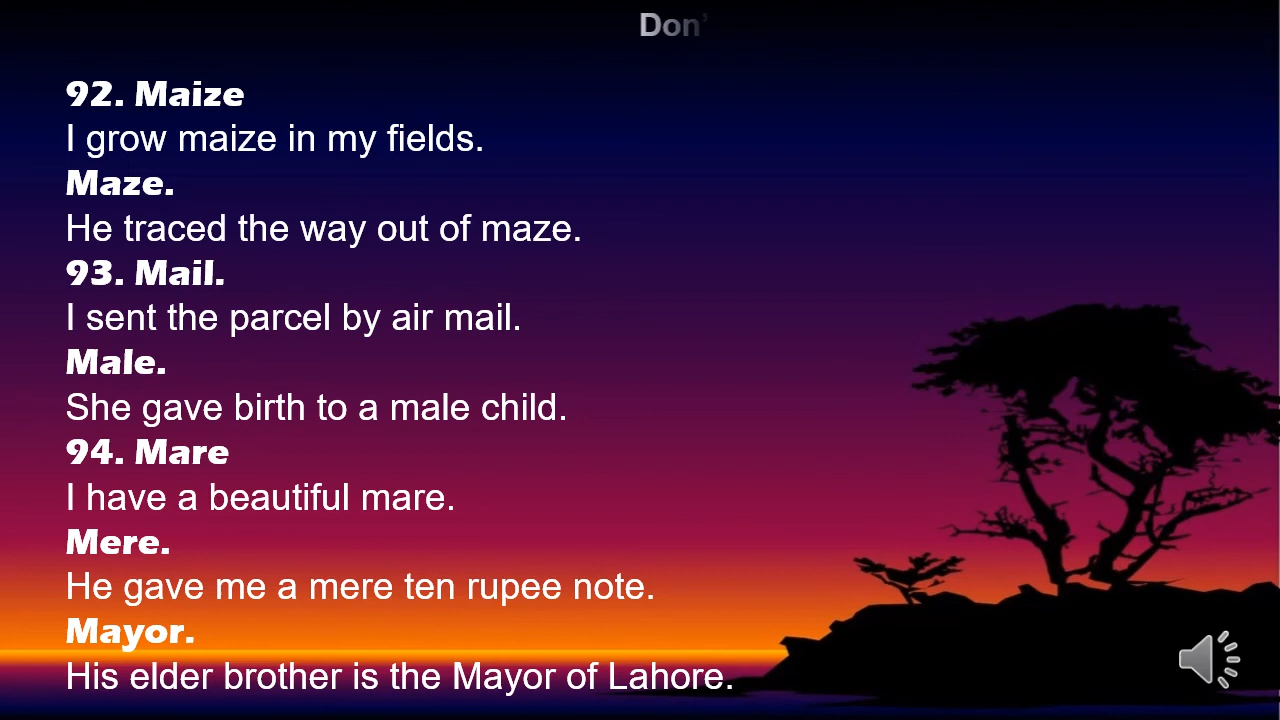 Don'
92. Maize
I grow maize in my fields.
Maze.
He traced the way out of maze.
93. Mail.
I sent the parcel by air mail.
Male.
She gave birth to a male child.
94. Mare
I have a beautiful mare.
Mere.
He gave me a mere ten rupee note.
Mayor.
His elder brother is the Mayor of Lahore.